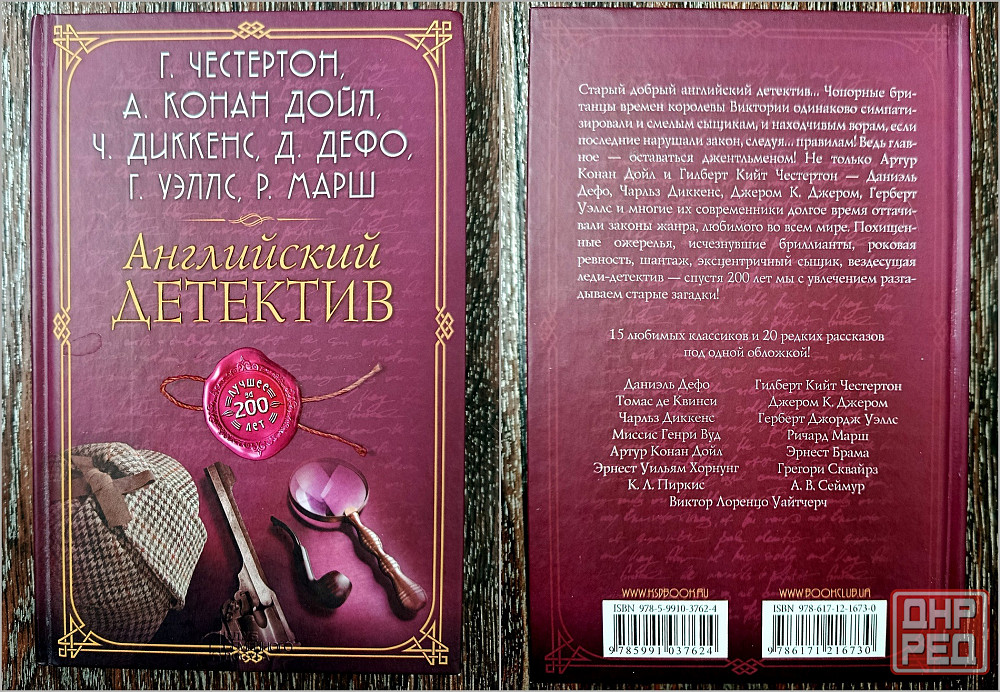 Г. ЧЕСТЕРТОН,
А. КОНАН ДОЙЛ,
Ч. ДИККЕНС, Д. ДЕФО,
Г. УЭЛЛС, Р. МАРШ
Английский
ДЕТЕКТИВ
ЛУЧШЕЕ
ЗА
200
ЛЕТ
Старый добрый английский детектив... Чопорные бри-
танцы времен королевы Виктории одинаково симпати-
зировали и смелым сыщикам, и находчивым ворам, если
последние нарушали закон, следуя... правилам! Ведь глав-
ное — оставаться джентльменом! Не только Артур
Конан Дойл и Гилберт Кийт Честертон — Даниэль
Дефо, Чарльз Диккенс, Джером К. Джером, Герберт
Уэллс и многие их современники долгое время оттачи-
вали законы жанра, любимого во всем мире. Похищен-
ные ожерелья, исчезнувшие бриллианты, роковая
ревность, шантаж, эксцентричный сыщик, вездесущая
леди-детектив — спустя 200 лет мы с увлечением разга-
дываем старые загадки!
15 любимых классиков и 20 редких рассказов
под одной обложкой!
Даниэль Дефо
Томас де Квинси
Чарльз Диккенс
Миссис Генри Вуд
Артур Конан Дойл
Эрнест Уильям Хорнунг
К. Л. Пиркис
Гилберт Кийт Честертон
Джером К. Джером
Герберт Джордж Уэллс
Ричард Марш
Эрнест Брама
Грегори Сквайрз
А. В. Сеймур
Виктор Лоренцо Уайтчерч
WWW.KSDBOOK.RU
ISBN 978-5-9910-3762-4
9 785991 037624
WWW.BOOKCLUB.UA
ISBN 978-617-12-1673-0
9 786171 216730
ДНР
РЕД